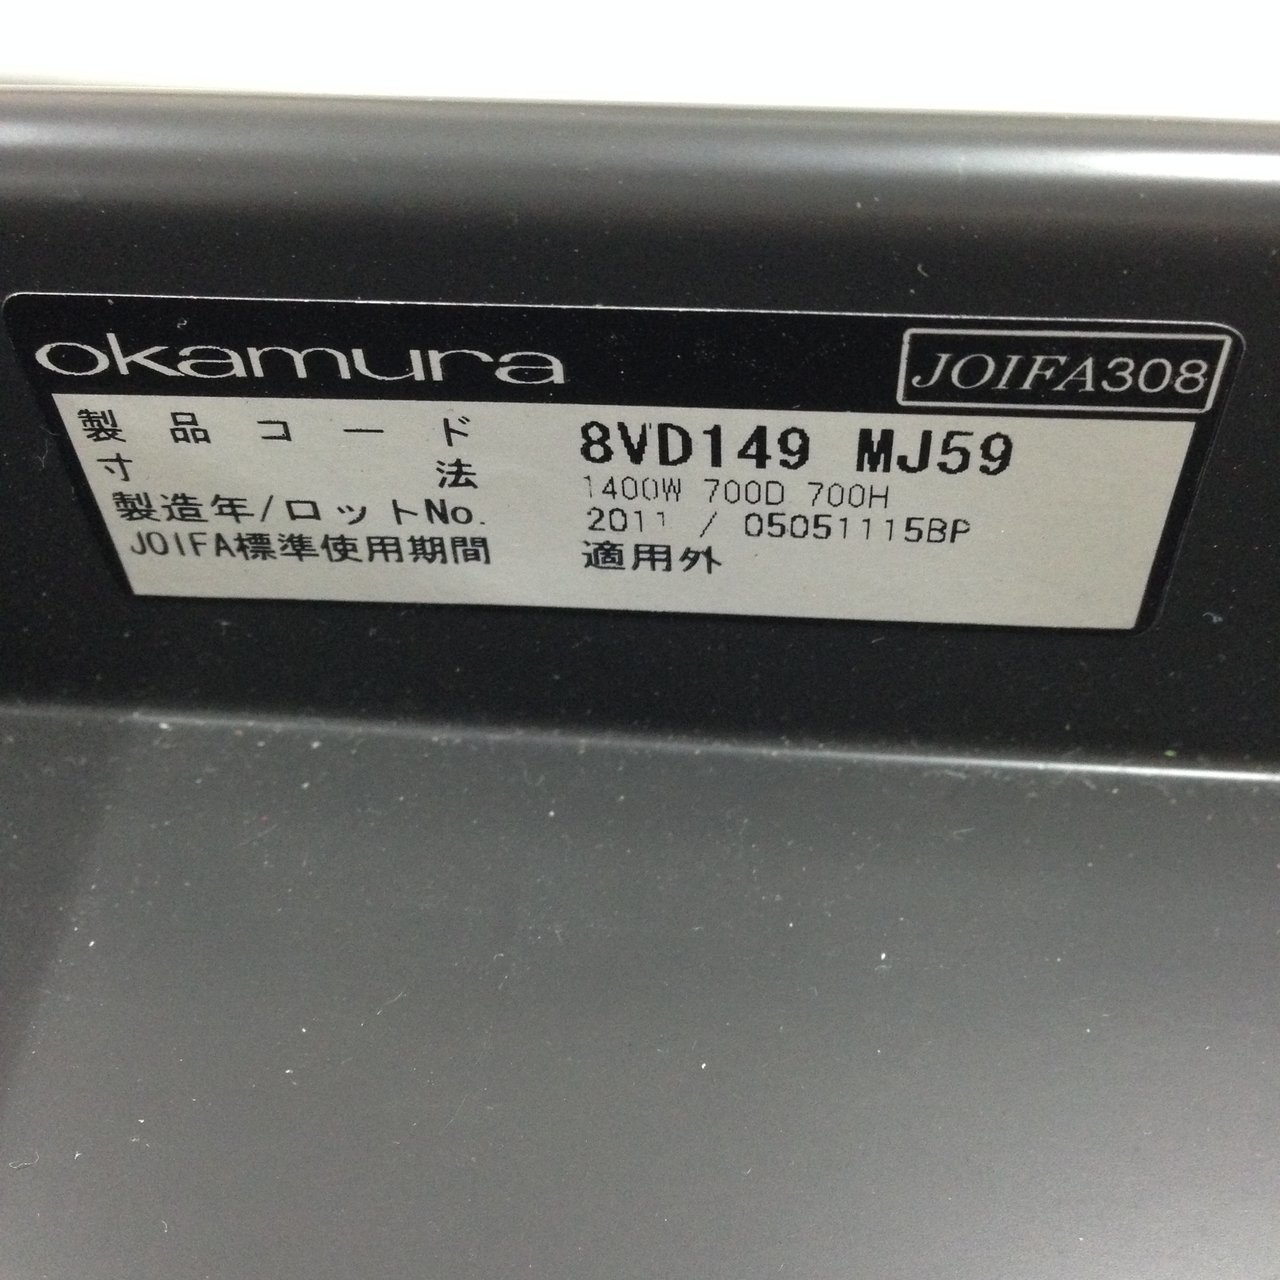 okamura JOIFA308
製品コード 8VD149 MJ59
寸法 1400W 700D 700H
製造年/ロットNo. 2011 / 05051115BP
JOIFA標準使用期間 適用外